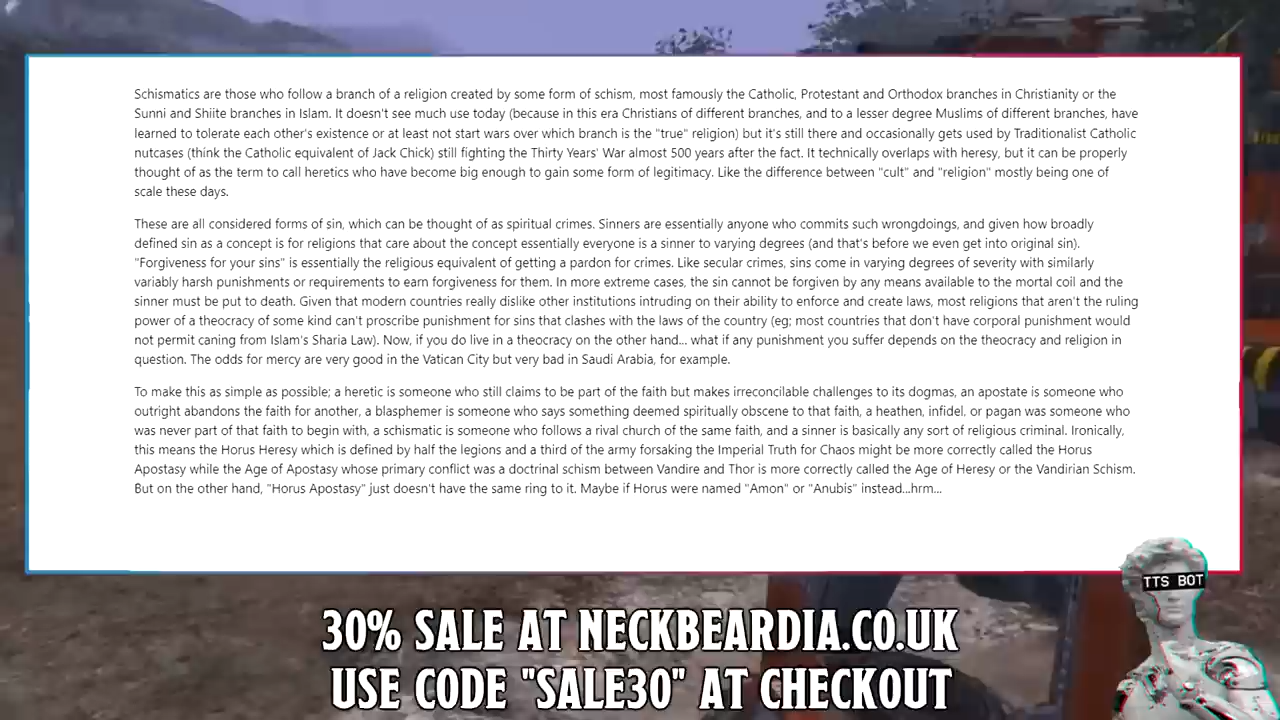 Schismatics are those who follow a branch of a religion created by some form of schism, most famously the Catholic, Protestant and Orthodox branches in Christianity or the
Sunni and Shiite branches in Islam. It doesn't see much use today (because in this era Christians of different branches, and to a lesser degree Muslims of different branches, have
learned to tolerate each other's existence or at least not start wars over which branch is the "true" religion) but it's still there and occasionally gets used by Traditionalist Catholic
nutcases (think the Catholic equivalent of Jack Chick) still fighting the Thirty Years' War almost 500 years after the fact. It technically overlaps with heresy, but it can be properly
thought of as the term to call heretics who have become big enough to gain some form of legitimacy. Like the difference between "cult" and "religion" mostly being one of
scale these days.
These are all considered forms of sin, which can be thought of as spiritual crimes. Sinners are essentially anyone who commits such wrongdoings, and given how broadly
defined sin as a concept is for religions that care about the concept essentially everyone is a sinner to varying degrees (and that's before we even get into original sin).
"Forgiveness for your sins" is essentially the religious equivalent of getting a pardon for crimes. Like secular crimes, sins come in varying degrees of severity with similarly
variably harsh punishments or requirements to earn forgiveness for them. In more extreme cases, the sin cannot be forgiven by any means available to the mortal coil and the
sinner must be put to death. Given that modern countries really dislike other institutions intruding on their ability to enforce and create laws, most religions that aren't the ruling
power of a theocracy of some kind can't proscribe punishment for sins that clashes with the laws of the country (eg; most countries that don't have corporal punishment would
not permit caning from Islam's Sharia Law). Now, if you do live in a theocracy on the other hand... what if any punishment you suffer depends on the theocracy and religion in
question. The odds for mercy are very good in the Vatican City but very bad in Saudi Arabia, for example.
To make this as simple as possible; a heretic is someone who still claims to be part of the faith but makes irreconcilable challenges to its dogmas, an apostate is someone who
outright abandons the faith for another, a blasphemer is someone who says something deemed spiritually obscene to that faith, a heathen, infidel, or pagan was someone who
was never part of that faith to begin with, a schismatic is someone who follows a rival church of the same faith, and a sinner is basically any sort of religious criminal. Ironically,
this means the Horus Heresy which is defined by half the legions and a third of the army forsaking the Imperial Truth for Chaos might be more correctly called the Horus
Apostasy while the Age of Apostasy whose primary conflict was a doctrinal schism between Vandire and Thor is more correctly called the Age of Heresy or the Vandirian Schism.
But on the other hand, "Horus Apostasy" just doesn't have the same ring to it. Maybe if Horus were named "Amon" or "Anubis" instead...hrm...
TTS BOT
30% SALE AT NECKBEARDIA.CO.UK
USE CODE "SALE30" AT CHECKOUT